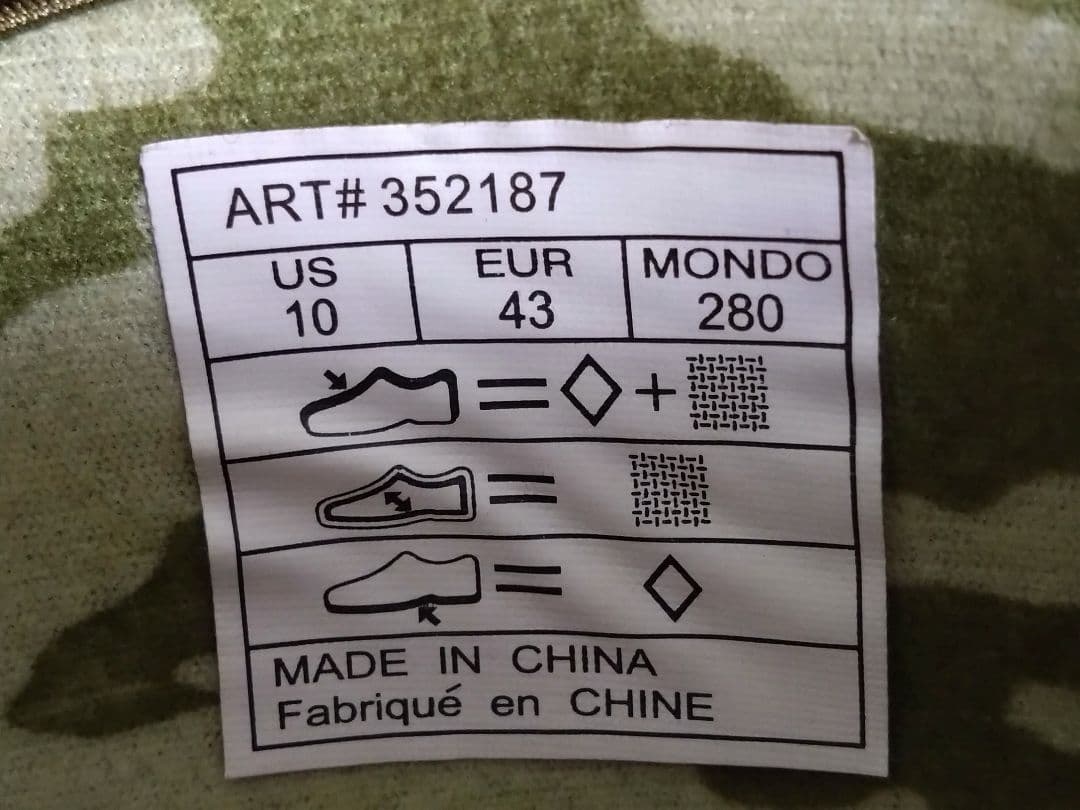 ART# 352187
US EUR MONDO
10 43 280
MADE IN CHINA
Fabriqué en CHINE